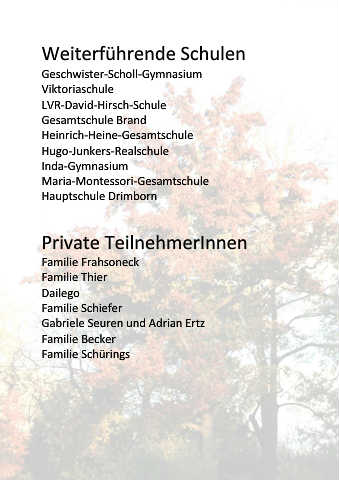 Weiterführende Schulen
Geschwister-Scholl-Gymnasium
Viktoriaschule
LVR-David-Hirsch-Schule
Gesamtschule Brand
Heinrich-Heine-Gesamtschule
Hugo-Junkers-Realschule
Inda-Gymnasium
Maria-Montessori-Gesamtschule
Hauptschule Drimborn
Private TeilnehmerInnen
Familie Frahsoneck
Familie Thier
Dailego
Familie Schiefer
Gabriele Seuren und Adrian Ertz
Familie Becker
Familie Schürings